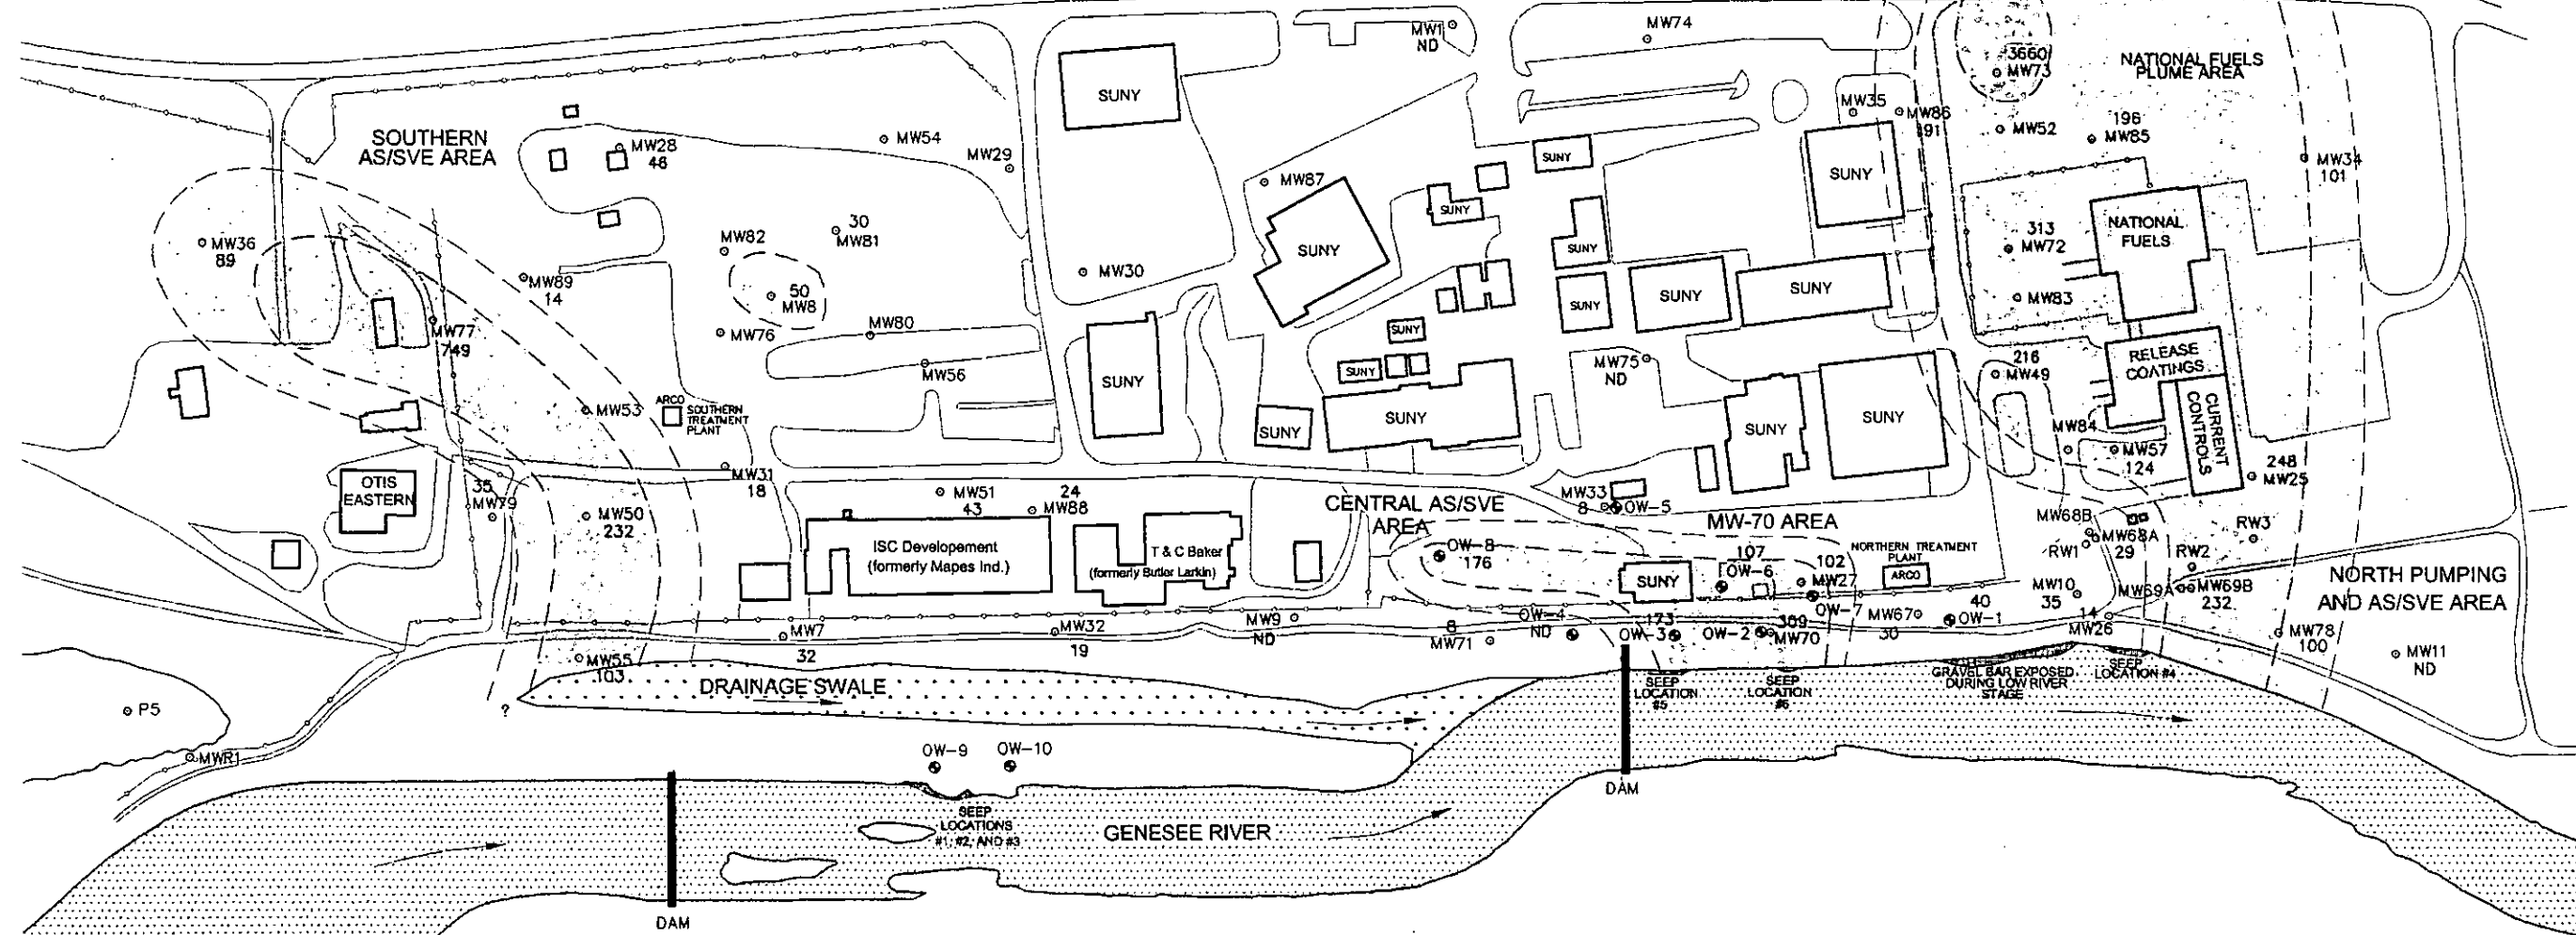 MW1
ND
MW74
3660
MW73
NATIONAL FUELS
PLUME AREA
SUNY
MW35
MW86
191
MW52
196
MW85
SOUTHERN
AS/SVE AREA
MW28
46
MW54
MW29
SUNY
MW34
101
MW87
SUNY
SUNY
MW36
89
MW82
30
MW81
SUNY
SUNY
313
MW72
NATIONAL
FUELS
MW89
14
50
MW8
MW30
SUNY
SUNY
SUNY
MW83
MW77
749
MW76
MW80
SUNY
MW56
SUNY
SUNY
MW75
ND
216
MW49
RELEASE
COATINGS
MW53
ARCO
SOUTHERN
TREATMENT
PLANT
SUNY
SUNY
SUNY
SUNY
CURRENT
CONTROLS
MW84
MW57
124
248
MW25
MW31
18
OTIS
EASTERN
35
MW79
MW50
232
MW51
43
24
MW88
CENTRAL AS/SVE
AREA
MW33
8
OW-5
MW-70 AREA
MW68B
MW68A
29
RW1
RW3
RW2
ISC Developement
(formerly Mapes Ind.)
T & C Baker
(formerly Butler Larkin)
OW-8
176
SUNY
107
OW-6
102
MW27
NORTHERN TREATMENT
PLANT
ARCO
MW10
35
MW69A
MW69B
232
NORTH PUMPING
AND AS/SVE AREA
MW7
32
MW32
19
MW9
ND
8
MW71
OW-4
ND
173
OW-3
OW-2
309
MW70
OW-7
MW67
30
40
OW-1
14
MW26
MW78
100
MW11
ND
MW55
103
DRAINAGE SWALE
SEEP
LOCATION
#5
SEEP
LOCATION
#6
GRAVEL BAR EXPOSED
DURING LOW RIVER
STAGE
SEEP
LOCATION #4
?
P5
MWR1
OW-9
OW-10
DAM
SEEP
LOCATIONS
#1, #2, AND #3
GENESEE RIVER
DAM